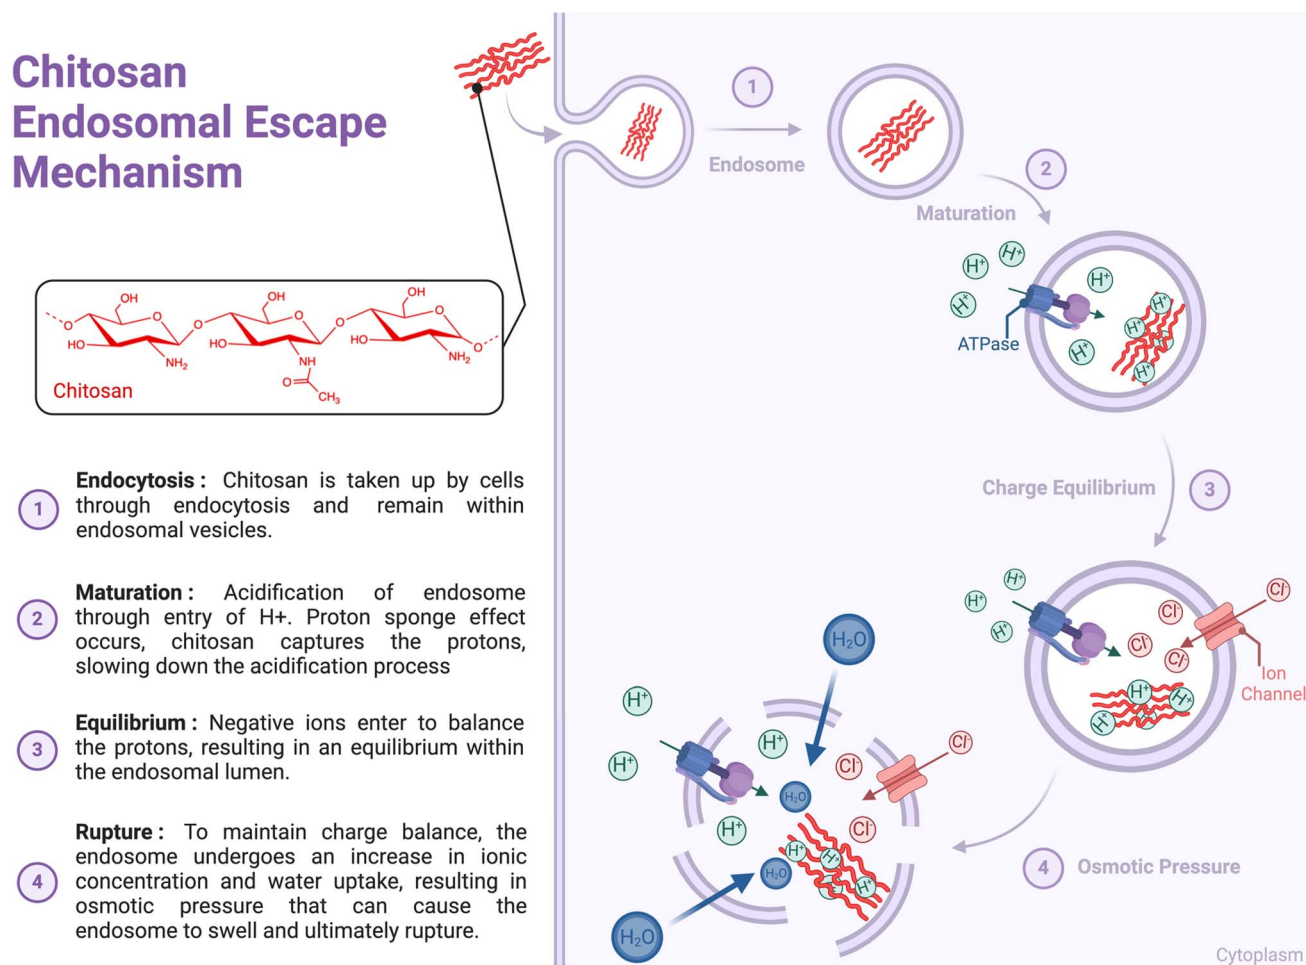 Chitosan
Endosomal Escape
Mechanism
OH
O
O
HO
NH₂
O
OH
O
HO
NH
O
CH₃
O
OH
O
HO
NH₂
O
Chitosan
1
Endocytosis : Chitosan is taken up by cells
through endocytosis and remain within
endosomal vesicles.
2
Maturation : Acidification of endosome
through entry of H+. Proton sponge effect
occurs, chitosan captures the protons,
slowing down the acidification process
3
Equilibrium : Negative ions enter to balance
the protons, resulting in an equilibrium within
the endosomal lumen.
4
Rupture : To maintain charge balance, the
endosome undergoes an increase in ionic
concentration and water uptake, resulting in
osmotic pressure that can cause the
endosome to swell and ultimately rupture.
1
Endosome
2
Maturation
H⁺
H⁺
H⁺
H⁺
H⁺
H⁺
H⁺
H⁺
ATPase
Charge Equilibrium
3
H⁺
H⁺
H⁺
Cl⁻
Cl⁻
Cl⁻
Cl⁻
H⁺
H⁺
H⁺
Ion
Channel
4
Osmotic Pressure
H₂O
H⁺
H⁺
H⁺
H⁺
Cl⁻
Cl⁻
Cl⁻
H₂O
H⁺
H⁺
H⁺
H₂O
H₂O
Cytoplasm